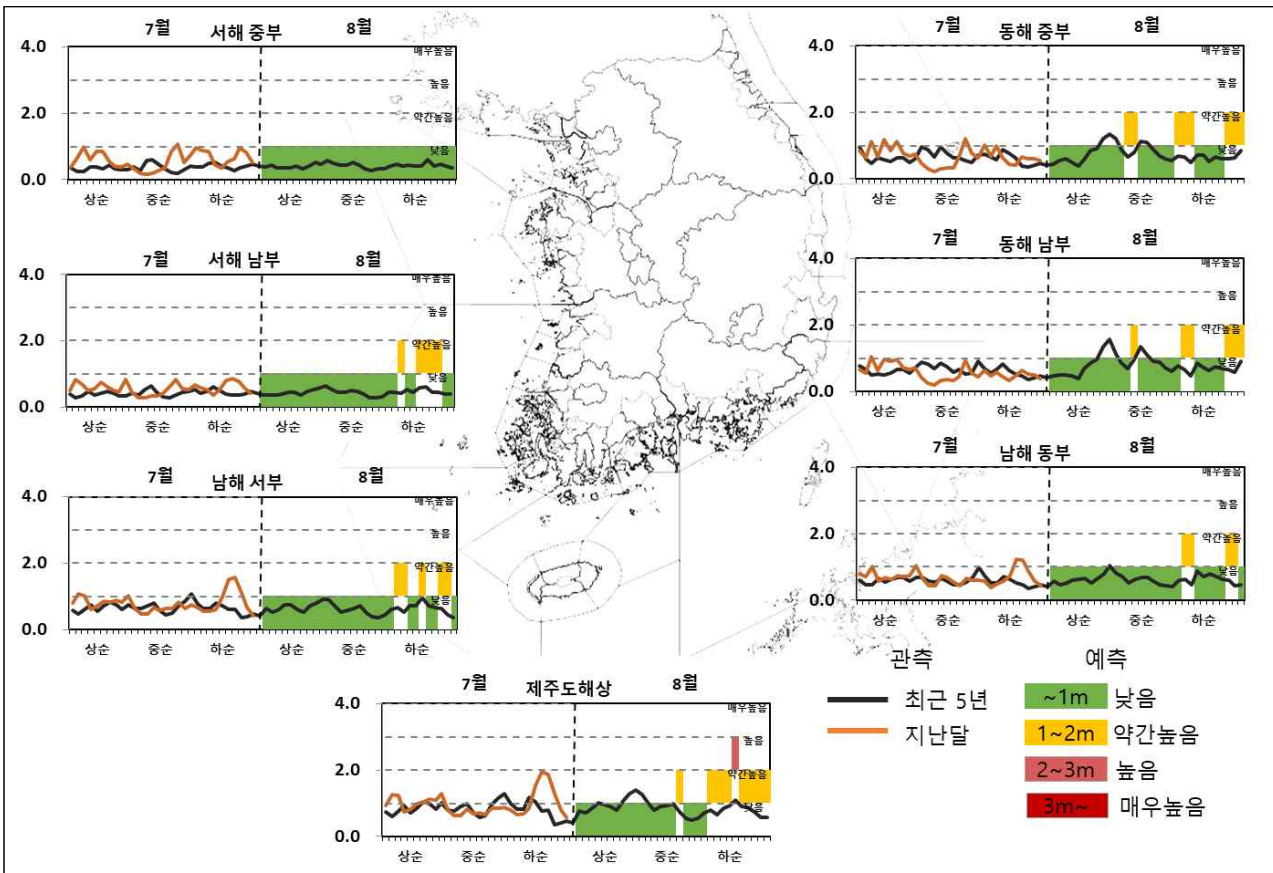 7월 서해 중부 8월
4.0
매우높음
높음
2.0
약간높음
낮음
0.0
상순 중순 하순 상순 중순 하순
7월 서해 남부 8월
4.0
매우높음
높음
2.0
약간높음
낮음
0.0
상순 중순 하순 상순 중순 하순
7월 남해 서부 8월
4.0
매우높음
높음
2.0
약간높음
낮음
0.0
상순 중순 하순 상순 중순 하순
7월 동해 중부 8월
4.0
매우높음
높음
2.0
약간높음
낮음
0.0
상순 중순 하순 상순 중순 하순
7월 동해 남부 8월
4.0
매우높음
높음
2.0
약간높음
낮음
0.0
상순 중순 하순 상순 중순 하순
7월 남해 동부 8월
4.0
매우높음
높음
2.0
약간높음
낮음
0.0
상순 중순 하순 상순 중순 하순
7월 제주도해상 8월
4.0
매우높음
높음
2.0
약간높음
낮음
0.0
상순 중순 하순 상순 중순 하순
관측 예측
최근 5년 ~1m 낮음
지난달 1~2m 약간높음
2~3m 높음
3m~ 매우높음